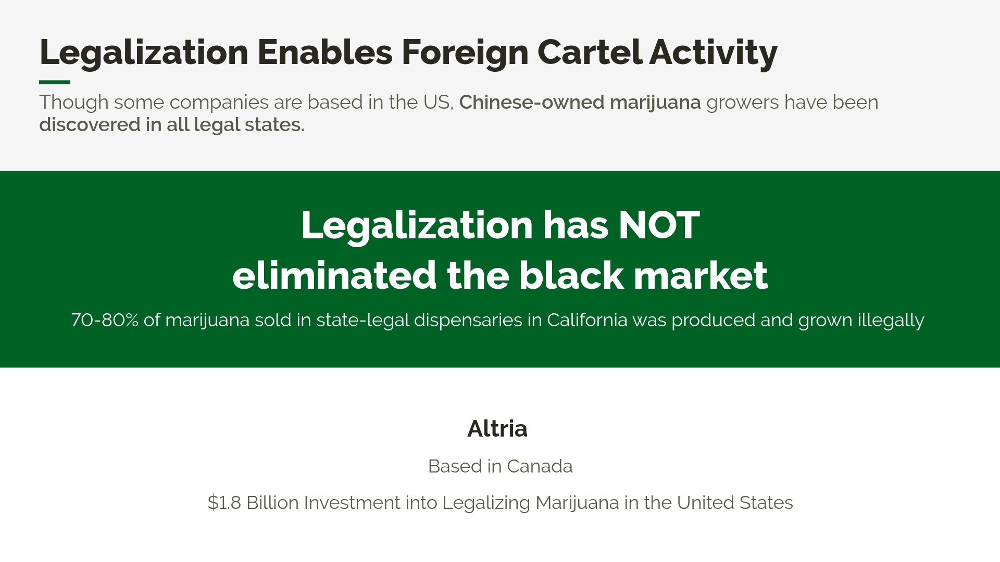 Legalization Enables Foreign Cartel Activity
Though some companies are based in the US, Chinese-owned marijuana growers have been
discovered in all legal states.
Legalization has NOT
eliminated the black market
70-80% of marijuana sold in state-legal dispensaries in California was produced and grown illegally
Altria
Based in Canada
$1.8 Billion Investment into Legalizing Marijuana in the United States